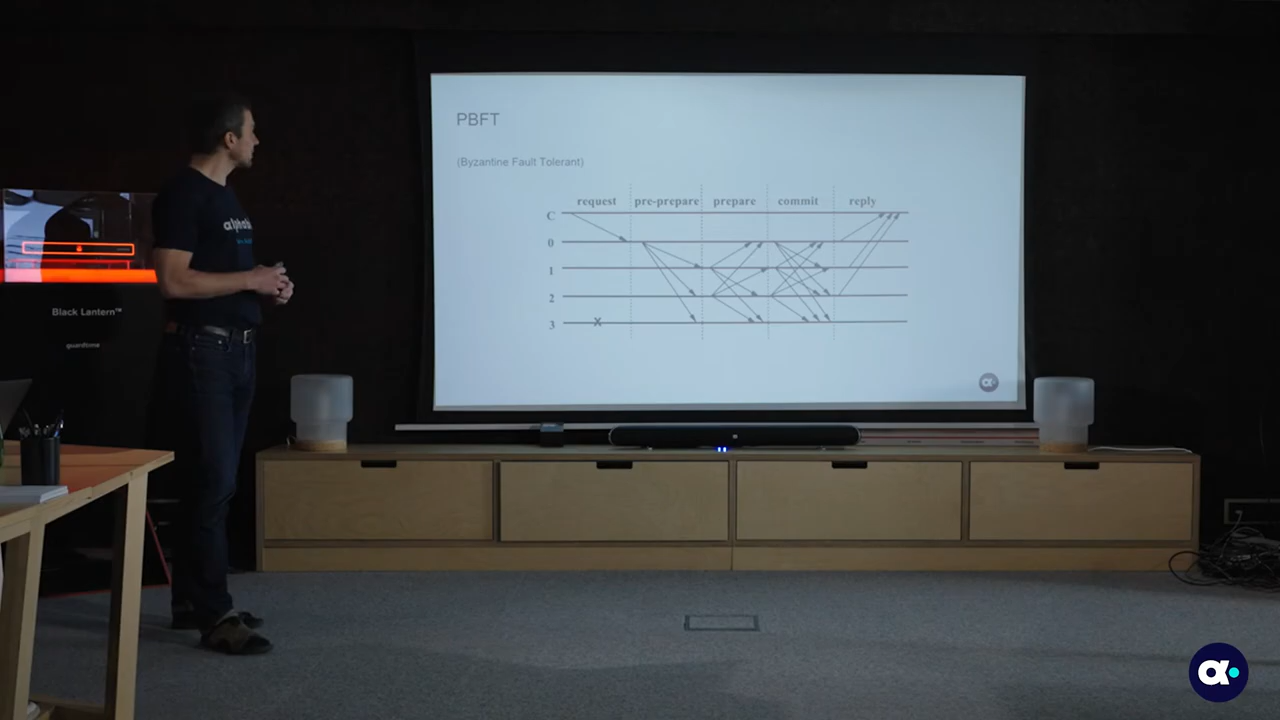 PBFT
(Byzantine Fault Tolerant)
request pre-prepare prepare commit reply
C
0
1
2
3 X
Black Lantern™
guardtime
α
α